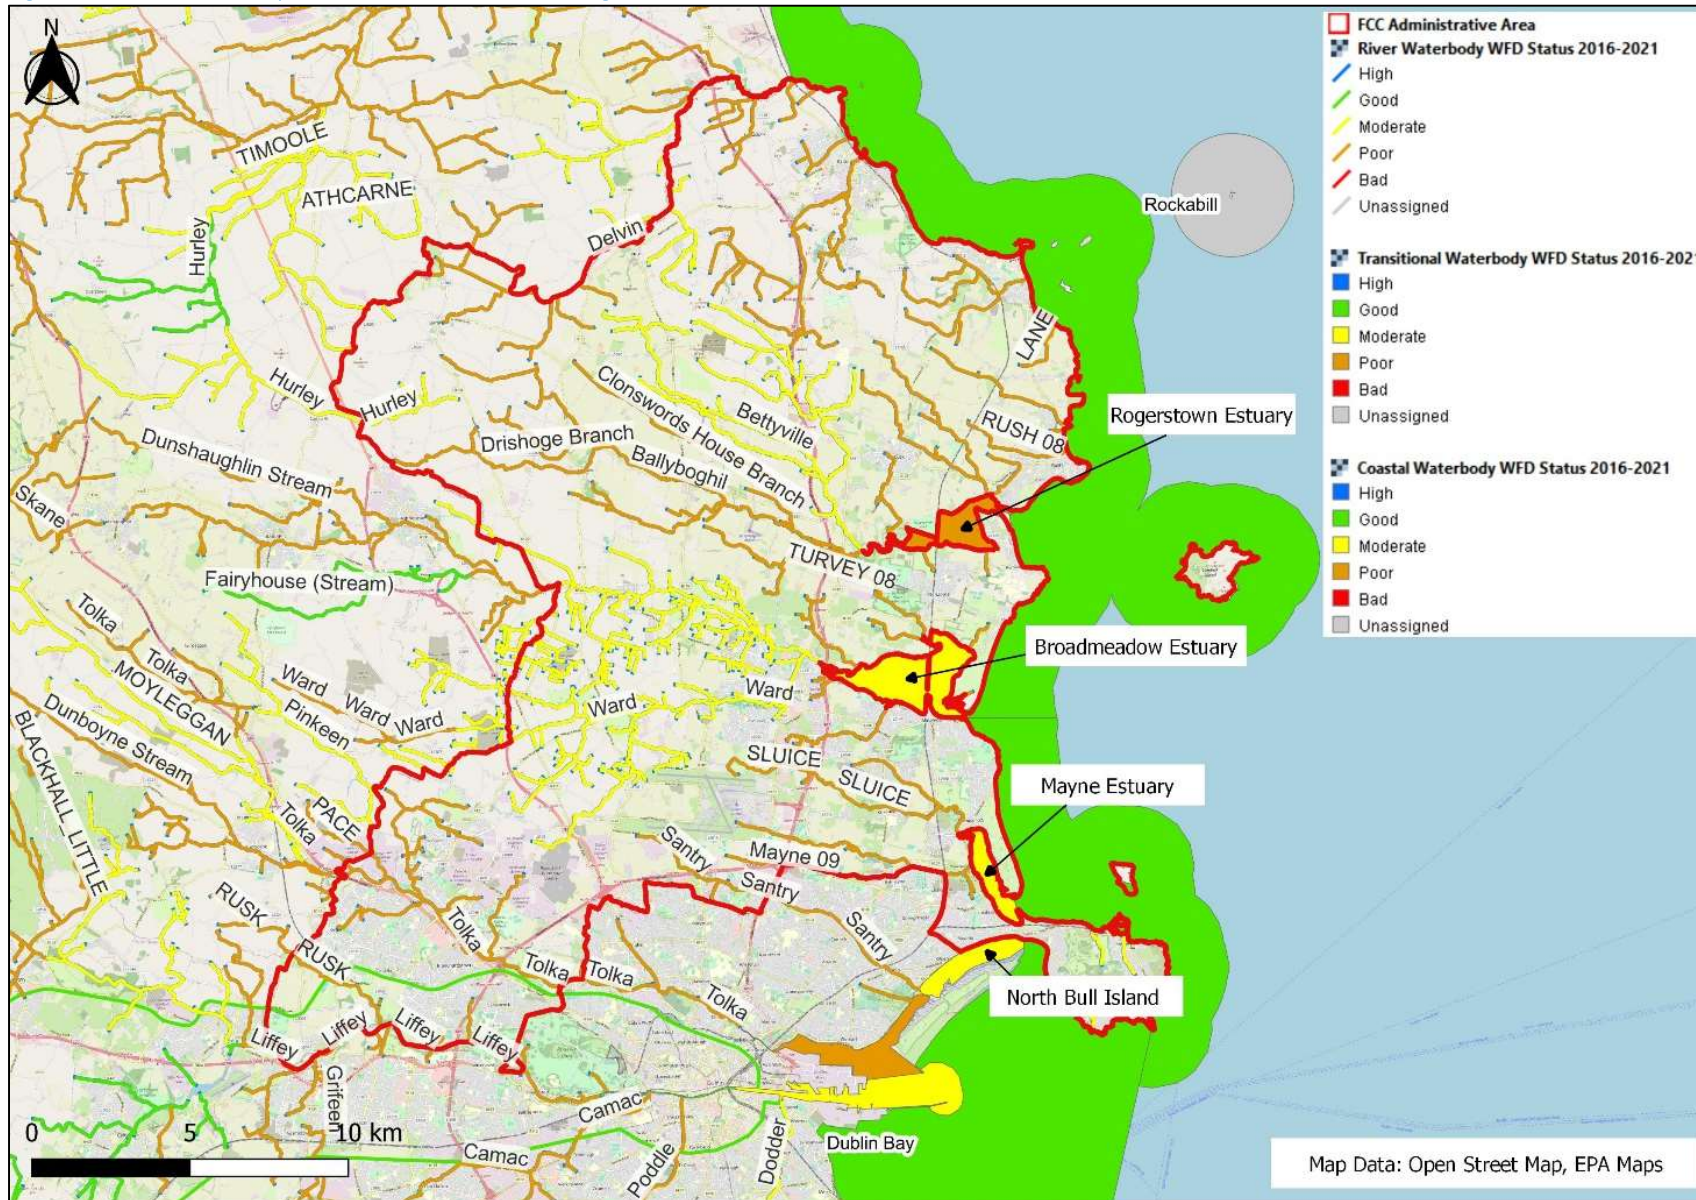 N
TIMOOLE
ATHCARNE
Hurley
Delvin
Rockabill
LANE
Hurley
Hurley
Clonswords House Branch
Bettyville
RUSH 08
Rogerstown Estuary
Drishoge Branch
Ballyboghil
Dunshaughlin Stream
Skane
TURVEY 08
Fairyhouse (Stream)
Tolka
Tolka
MOYLEGGAN
Ward
Ward
Ward
Pinkeen
Ward
Ward
Broadmeadow Estuary
Dunboyne Stream
BLACKHALL_LITTLE
SLUICE
SLUICE
Mayne Estuary
PACE
Tolka
Santry
Mayne 09
Santry
Santry
RUSK
RUSK
Tolka
Tolka
Tolka
Tolka
North Bull Island
Liffey
Liffey
Liffey
Liffey
Grifeen
Camac
Camac
Poddle
Dodder
Dublin Bay
0 5 10 km
FCC Administrative Area
River Waterbody WFD Status 2016-2021
High
Good
Moderate
Poor
Bad
Unassigned
Transitional Waterbody WFD Status 2016-2021
High
Good
Moderate
Poor
Bad
Unassigned
Coastal Waterbody WFD Status 2016-2021
High
Good
Moderate
Poor
Bad
Unassigned
Map Data: Open Street Map, EPA Maps